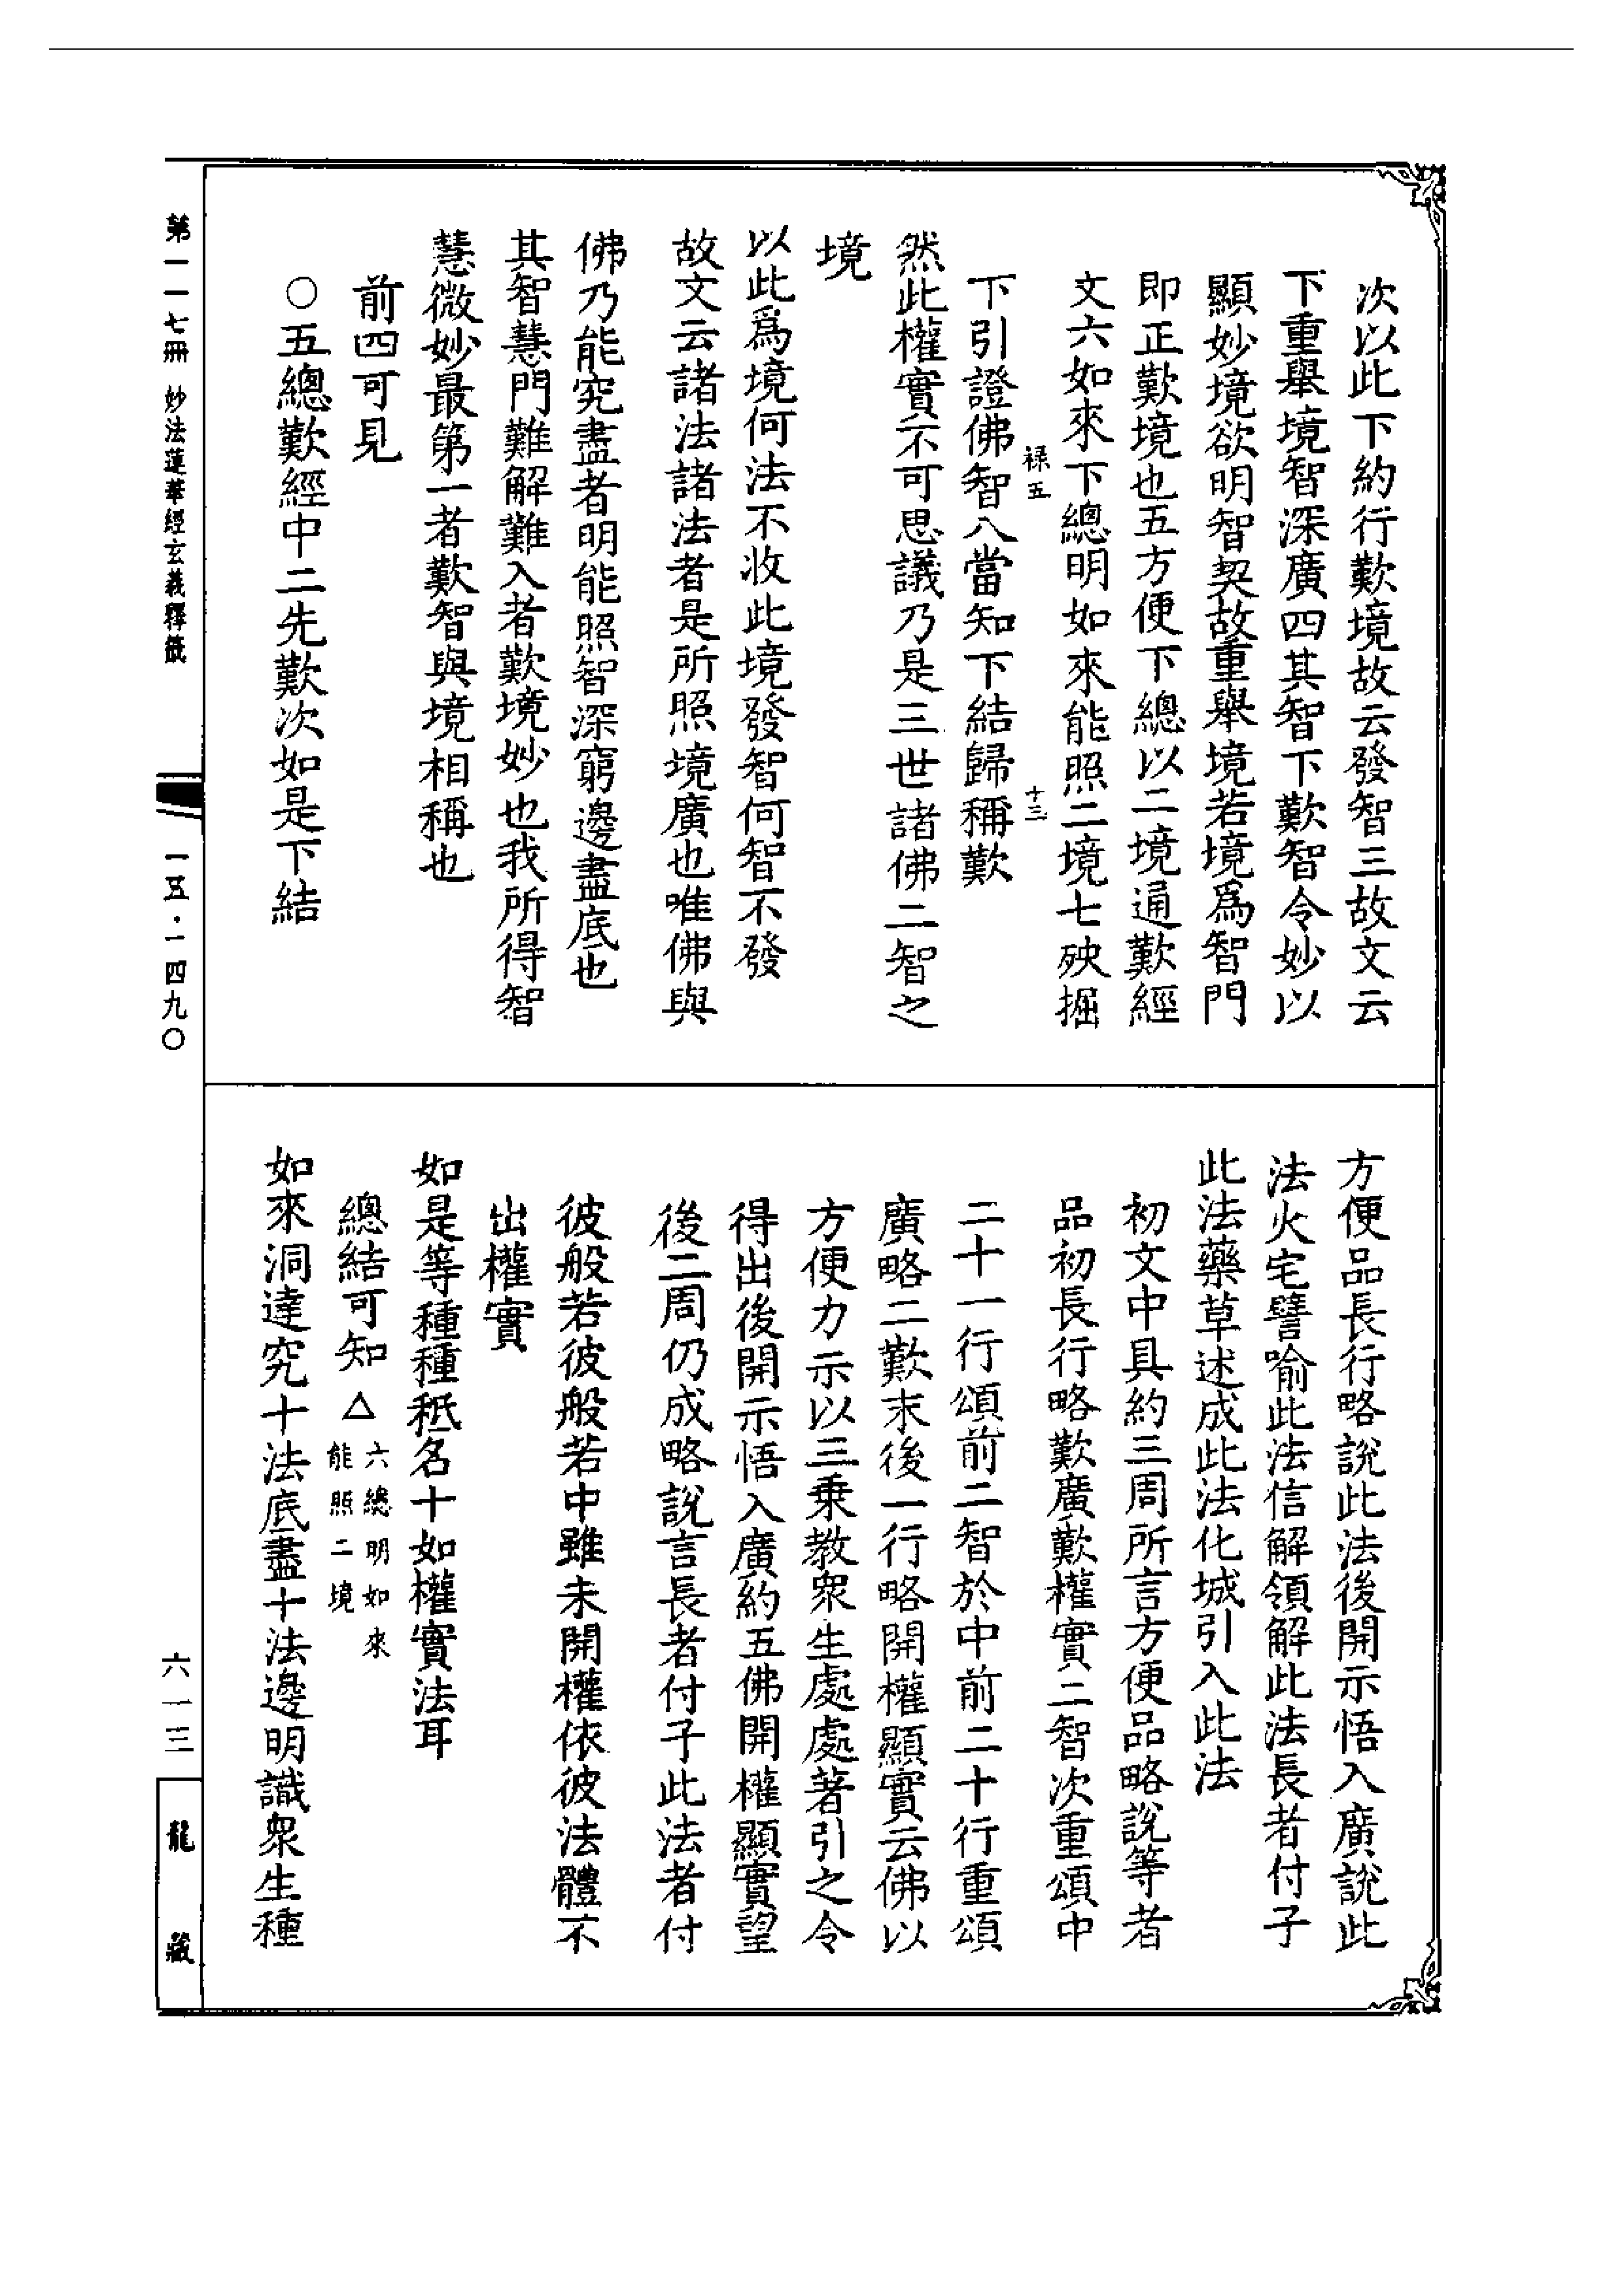 次以此下約行歎境故云發智三故文云
下重舉境智深廣四其智下歎智令妙以
顯妙境欲明智契故重舉境若境爲智門
即正歎境也五方便下總以二境通歎經
文六如來下總明如來能照二境七殃掘
祿五
十三
下引證佛智八當知下結歸稱歎
然此權實不可思議乃是三世諸佛二智之
境
以此爲境何法不收此境發智何智不發
故文云諸法諸法者是所照境廣也唯佛與
佛乃能究盡者明能照智深窮邊盡底也
其智慧門難解難入者歎境妙也我所得智
慧微妙最第一者歎智與境相稱也
前四可見
○五總歎經中二先歎次如是下結
方便品長行略說此法後開示悟入廣說此
法火宅譬喻此法信解領解此法長者付子
此法藥草述成此法化城引入此法
初文中具約三周所言方便品略說等者
品初長行略歎廣歎權實二智次重頌中
二十一行頌前二智於中前二十行重頌
廣略二歎末後一行略開權顯實云佛以
方便力示以三乗教衆生處處著引之令
得出後開示悟入廣約五佛開權顯實望
後二周仍成略說言長者付子此法者付
彼般若彼般若中雖未開權依彼法體不
出權實
如是等種種秖名十如權實法耳
總結可知△六總明如來
能照二境
如來洞達究十法底盡十法邊明識衆生種
第一一七冊 妙法蓮華經玄義釋籤
一五五·一四九〇
六一三
龍藏